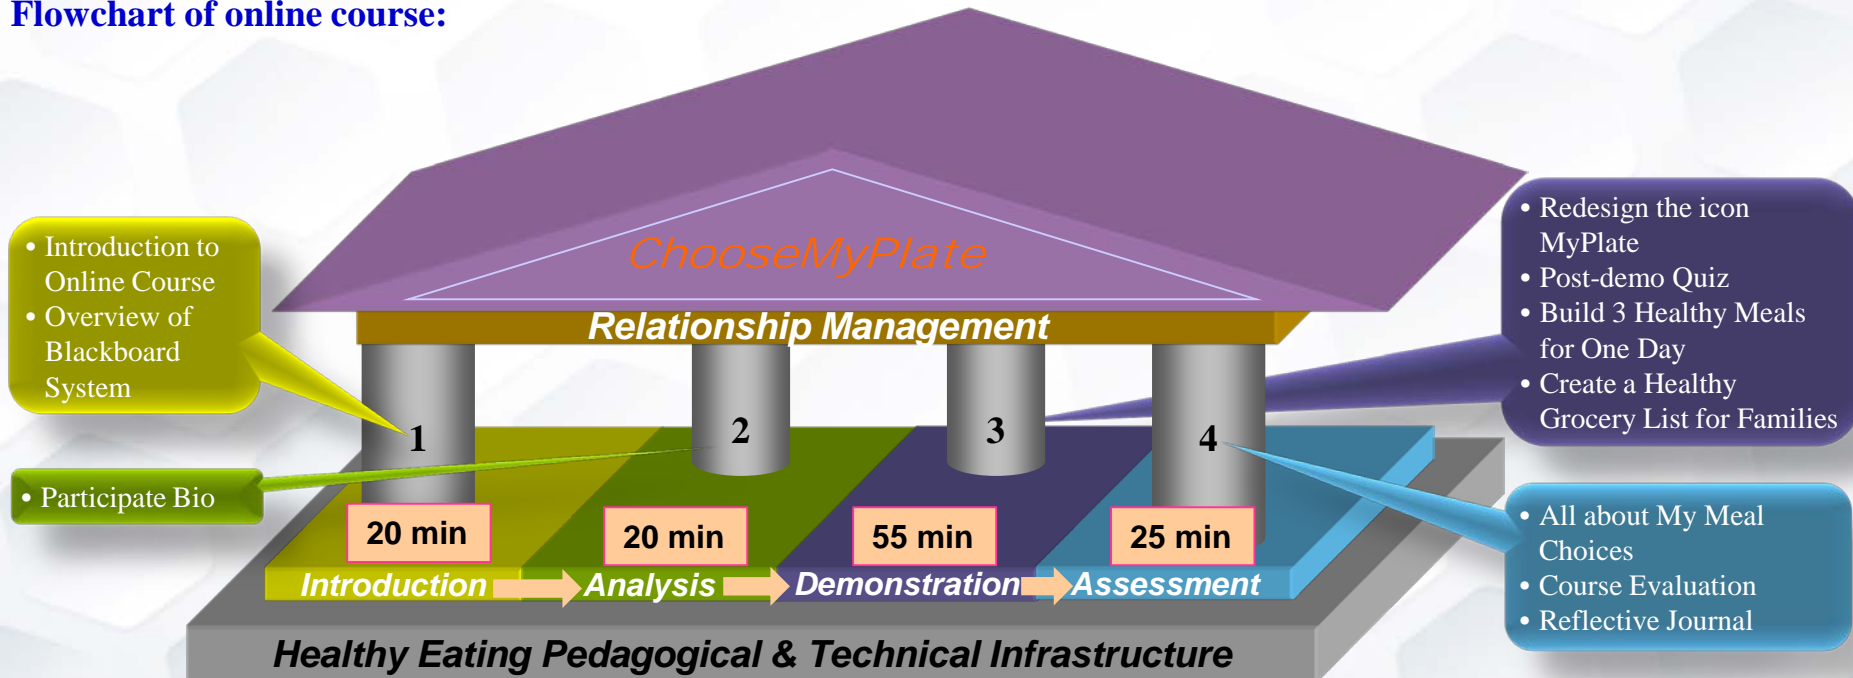 Flowchart of online course:
ChooseMyPlate
Relationship Management
• Introduction to
Online Course
• Overview of
Blackboard
System
• Participate Bio
1
2
3
4
• Redesign the icon
MyPlate
• Post-demo Quiz
• Build 3 Healthy Meals
for One Day
• Create a Healthy
Grocery List for Families
• All about My Meal
Choices
• Course Evaluation
• Reflective Journal
20 min
20 min
55 min
25 min
Introduction
Analysis
Demonstration
Assessment
Healthy Eating Pedagogical & Technical Infrastructure